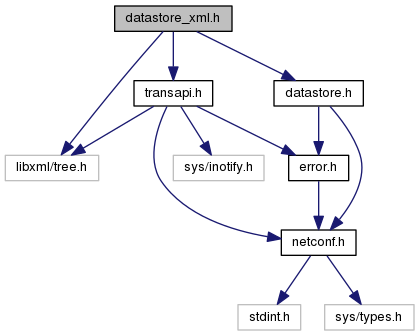 datastore_xml.h
transapi.h
datastore.h
libxml/tree.h
sys/inotify.h
error.h
netconf.h
stdint.h
sys/types.h